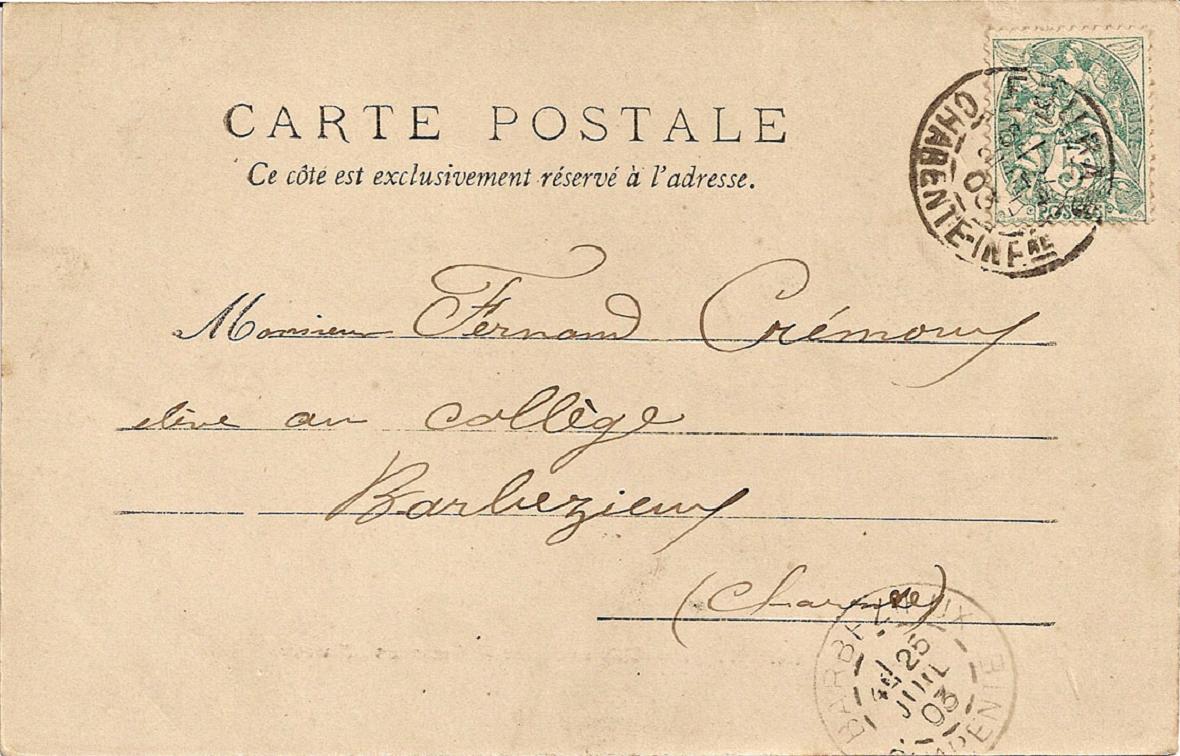 CARTE POSTALE
Ce côté est exclusivement réservé à l'adresse.
5
POSTES
CHARENTE-INFRE
03
Monsieur Fernand Crémoux
élève au collège
Barbezieux
(Charente)
BARBEZIEUX
25
JUIL
03
CHARENTE